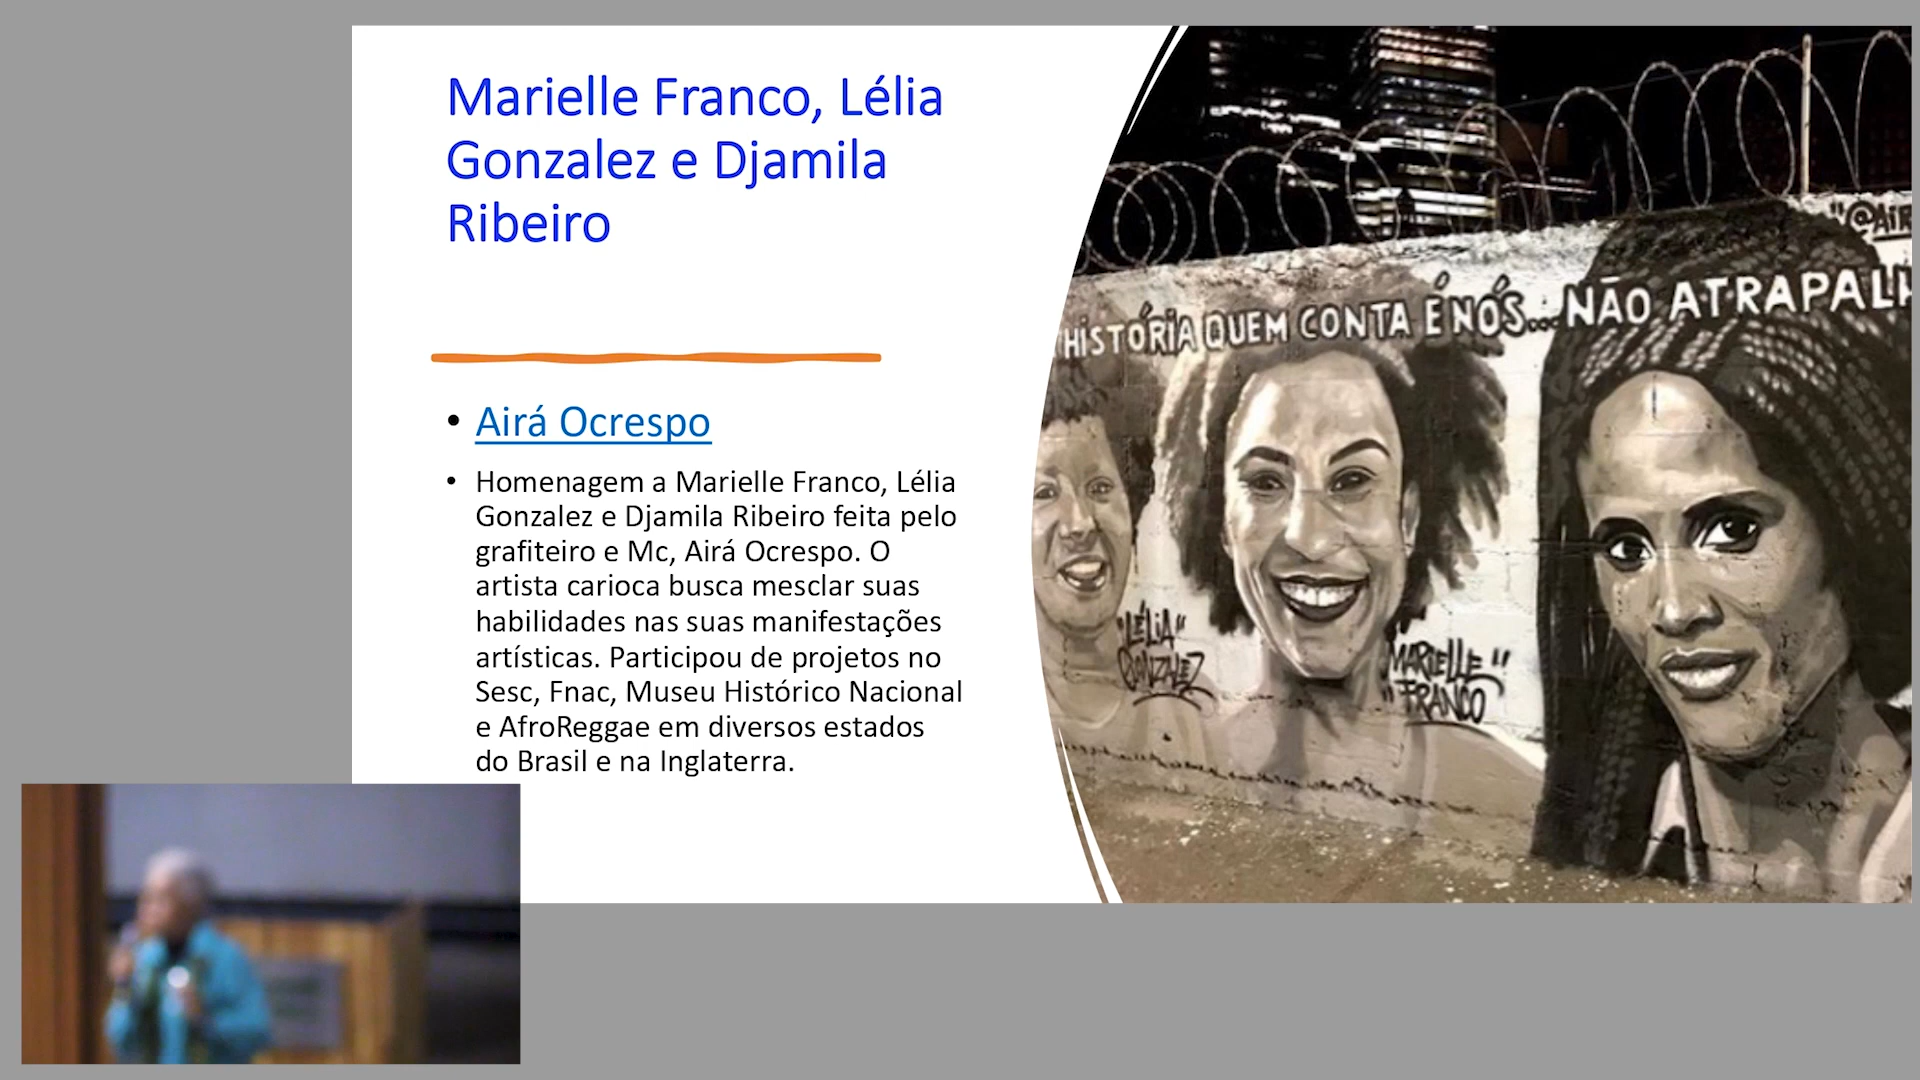 Marielle Franco, Lélia
Gonzalez e Djamila
Ribeiro
• Airá Ocrespo
• Homenagem a Marielle Franco, Lélia
Gonzalez e Djamila Ribeiro feita pelo
grafiteiro e Mc, Airá Ocrespo. O
artista carioca busca mesclar suas
habilidades nas suas manifestações
artísticas. Participou de projetos no
Sesc, Fnac, Museu Histórico Nacional
e AfroReggae em diversos estados
do Brasil e na Inglaterra.
"@AiR
HISTÓRIA QUEM CONTA É NÓS... NÃO ATRAPALH
"LÉLIA"
GONZALEZ
MARIELLE"
"FRANCO